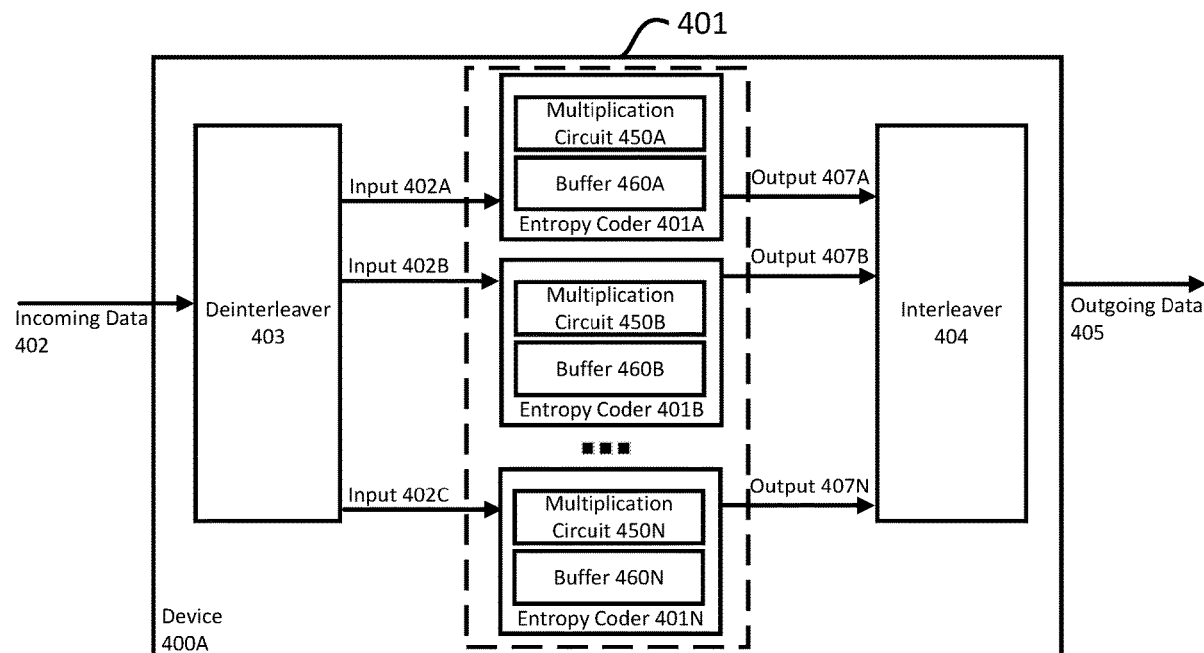 401
Multiplication
Circuit 450A
Buffer 460A
Entropy Coder 401A
Input 402A
Output 407A
Input 402B
Output 407B
Multiplication
Circuit 450B
Buffer 460B
Entropy Coder 401B
Incoming Data
402
Deinterleaver
403
Interleaver
404
Outgoing Data
405
Input 402C
Output 407N
Multiplication
Circuit 450N
Buffer 460N
Entropy Coder 401N
Device
400A